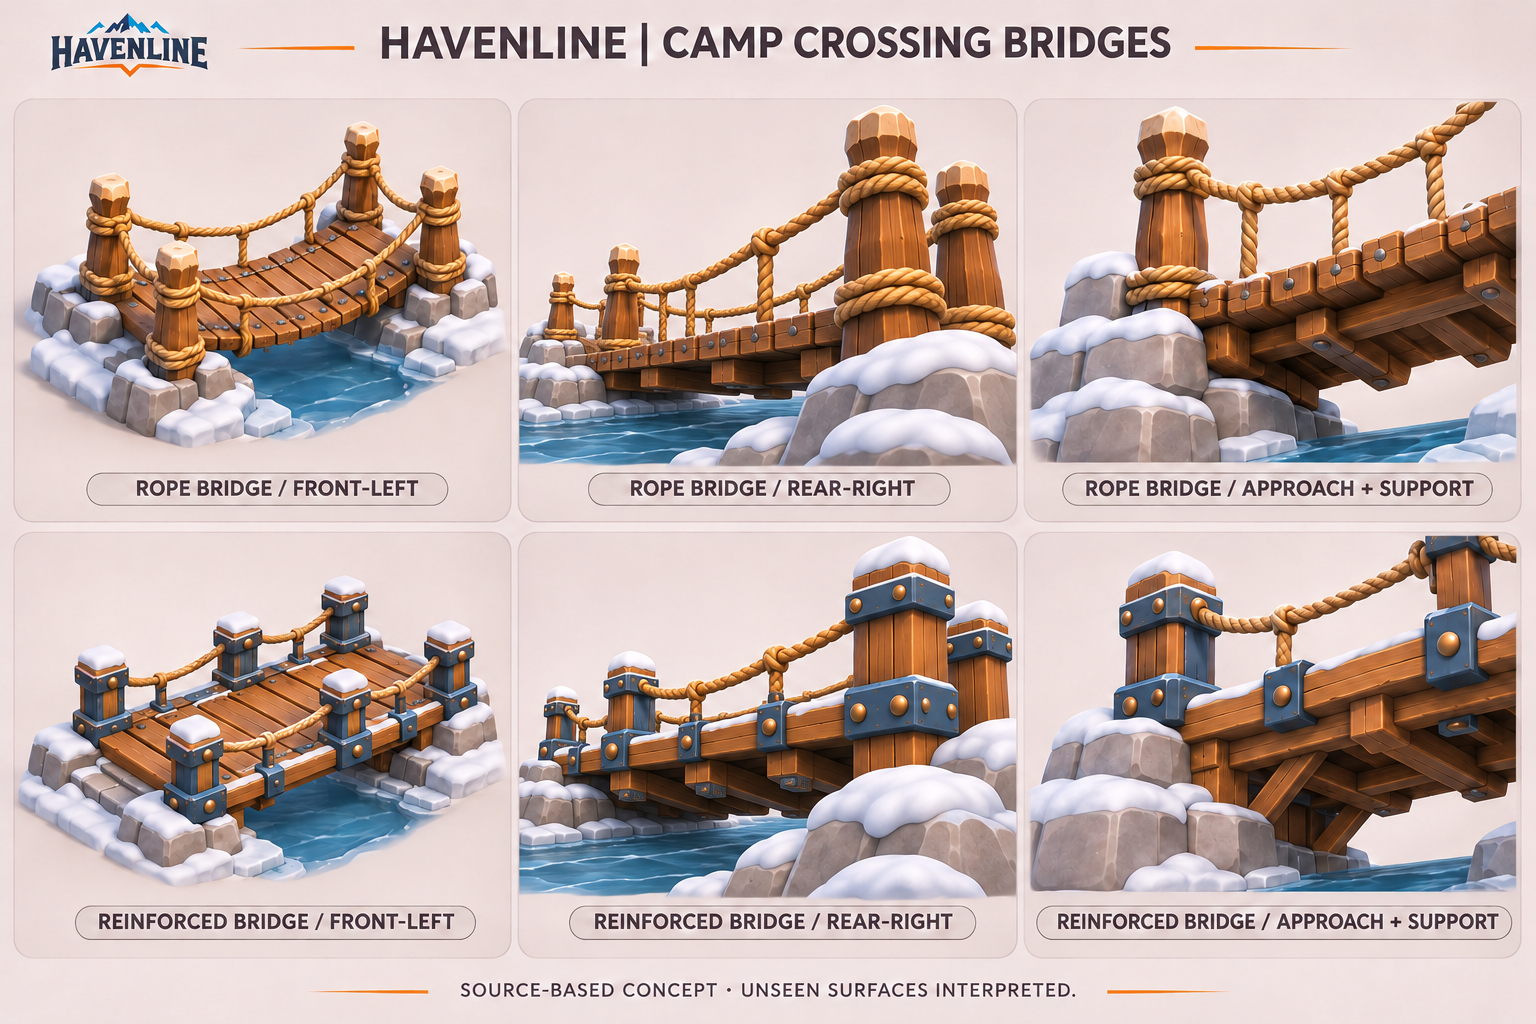 HAVENLINE
HAVENLINE | CAMP CROSSING BRIDGES
ROPE BRIDGE / FRONT-LEFT
ROPE BRIDGE / REAR-RIGHT
ROPE BRIDGE / APPROACH + SUPPORT
REINFORCED BRIDGE / FRONT-LEFT
REINFORCED BRIDGE / REAR-RIGHT
REINFORCED BRIDGE / APPROACH + SUPPORT
SOURCE-BASED CONCEPT • UNSEEN SURFACES INTERPRETED.